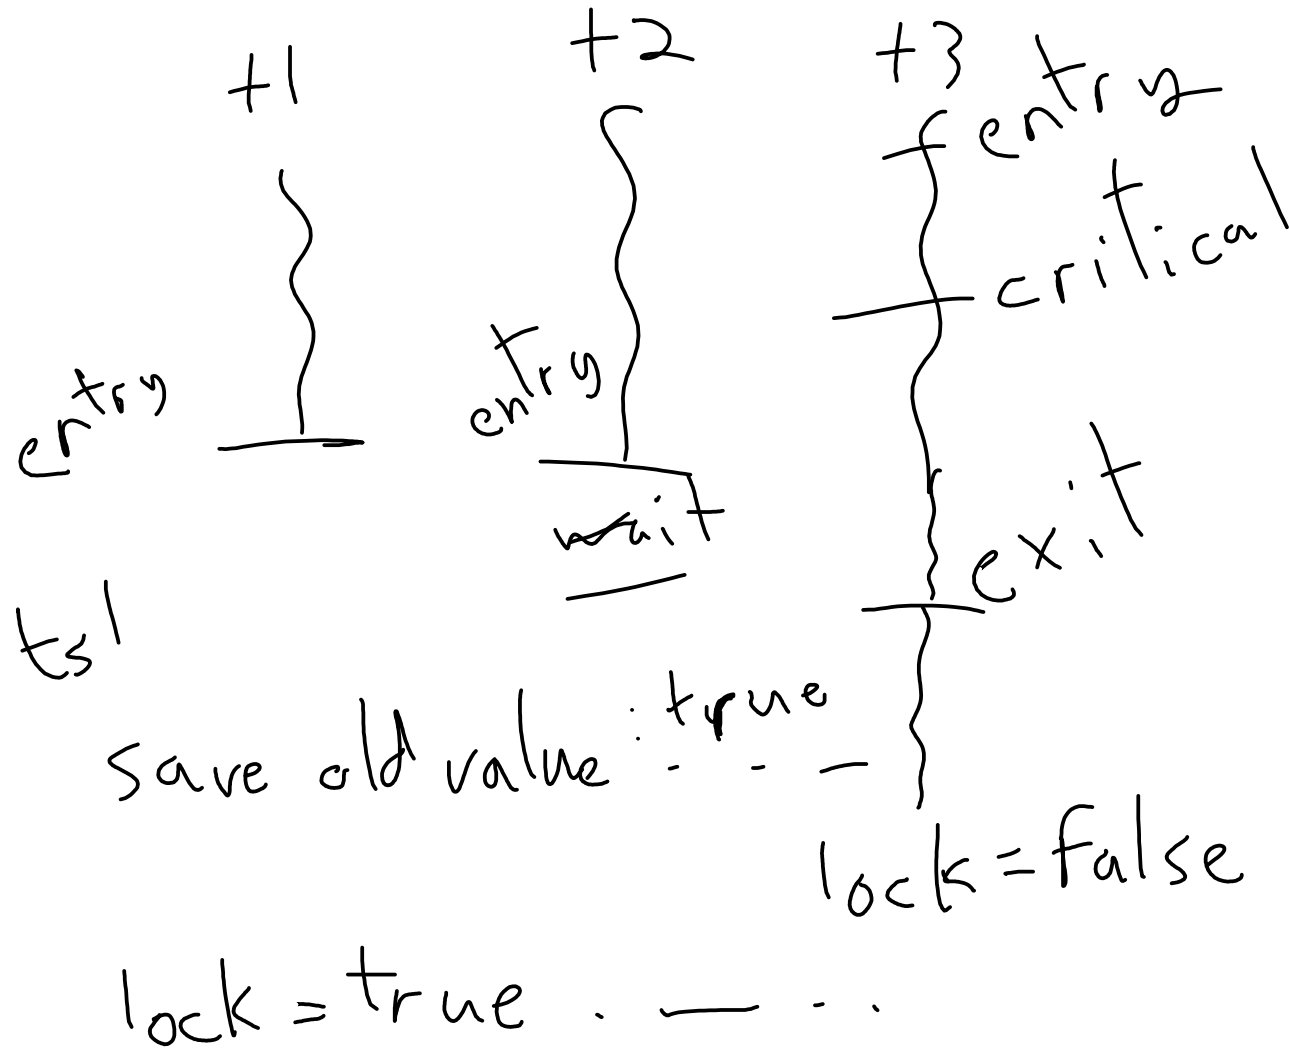 t1
t2
t3
entry
critical
entry
entry
wait
exit
tsl
save old value : true
lock = false
lock = true